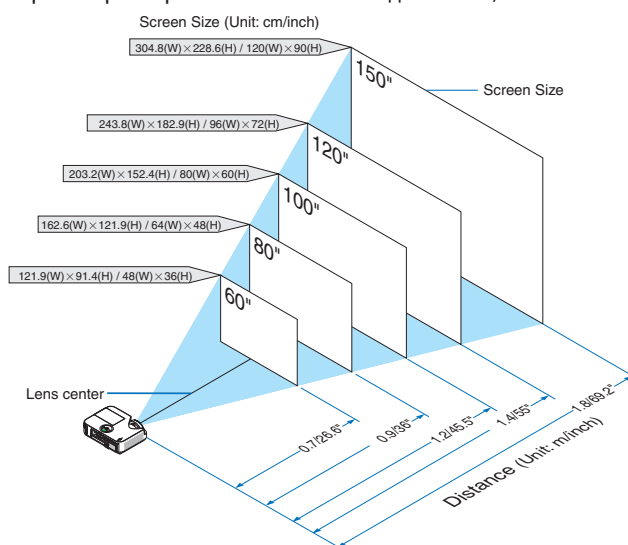 Screen Size (Unit: cm/inch)
304.8(W)×228.6(H) / 120(W)×90(H)
150"
Screen Size
243.8(W)×182.9(H) / 96(W)×72(H)
120"
203.2(W)×152.4(H) / 80(W)×60(H)
100"
162.6(W)×121.9(H) / 64(W)×48(H)
80"
121.9(W)×91.4(H) / 48(W)×36(H)
60"
Lens center
0.7/26.6"
0.9/36"
1.2/45.5"
1.4/55"
1.8/69.2"
Distance (Unit: m/inch)